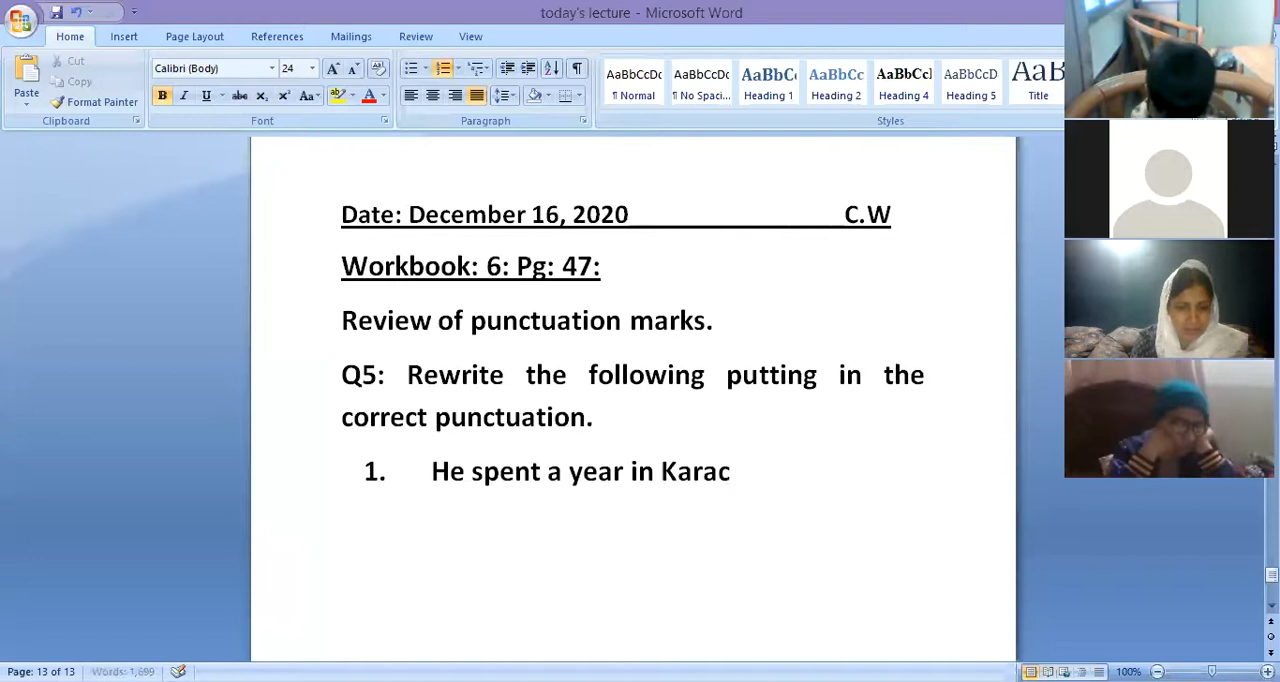 today's lecture - Microsoft Word
Home Insert Page Layout References Mailings Review View
Paste
Cut
Copy
Format Painter
Clipboard
Calibri (Body) 24
Font
Paragraph
AaBbCcDc AaBbCcDc AaBbC AaBbCc AaBbCcI AaBbCcD AaB
¶ Normal ¶ No Spaci... Heading 1 Heading 2 Heading 4 Heading 5 Title
Styles
Date: December 16, 2020 C.W
Workbook: 6: Pg: 47:
Review of punctuation marks.
Q5: Rewrite the following putting in the
correct punctuation.
1. He spent a year in Karac
Page: 13 of 13 Words: 1,699 100%